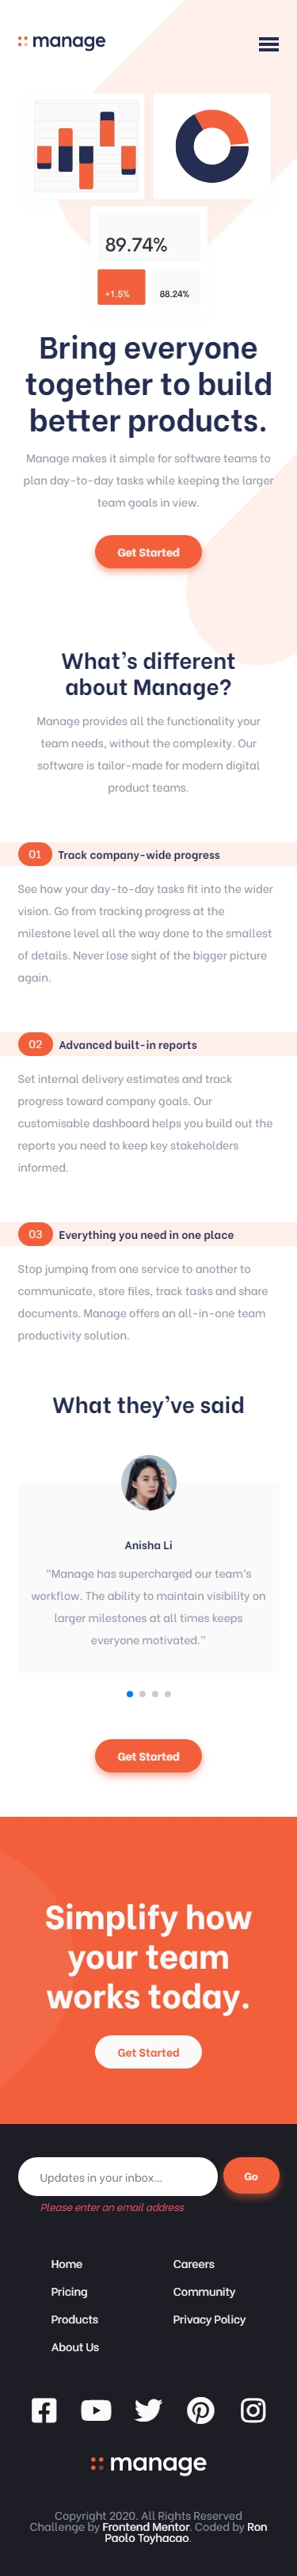 manage
89.74%
+1.5%
88.24%
Bring everyone
together to build
better products.
Manage makes it simple for software teams to
plan day-to-day tasks while keeping the larger
team goals in view.
Get Started
What's different
about Manage?
Manage provides all the functionality your
team needs, without the complexity. Our
software is tailor-made for modern digital
product teams.
01 Track company-wide progress
See how your day-to-day tasks fit into the wider
vision. Go from tracking progress at the
milestone level all the way done to the smallest
of details. Never lose sight of the bigger picture
again.
02 Advanced built-in reports
Set internal delivery estimates and track
progress toward company goals. Our
customisable dashboard helps you build out the
reports you need to keep key stakeholders
informed.
03 Everything you need in one place
Stop jumping from one service to another to
communicate, store files, track tasks and share
documents. Manage offers an all-in-one team
productivity solution.
What they've said
Anisha Li
"Manage has supercharged our team's
workflow. The ability to maintain visibility on
larger milestones at all times keeps
everyone motivated."
Get Started
Simplify how
your team
works today.
Get Started
Updates in your inbox...
Go
Please enter an email address
Home
Pricing
Products
About Us
Careers
Community
Privacy Policy
manage
Copyright 2020. All Rights Reserved
Challenge by Frontend Mentor. Coded by Ron
Paolo Toyhacao.